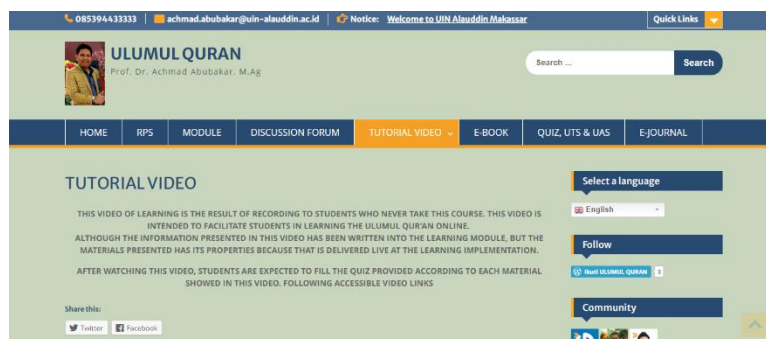 085394433333 achmad.abubakar@uin-alauddin.ac.id Notice: Welcome to UIN Alauddin Makassar Quick Links
ULUMUL QURAN
Prof. Dr. Achmad Abubakar, M.Ag
Search ... Search
HOME RPS MODULE DISCUSSION FORUM TUTORIAL VIDEO E-BOOK QUIZ, UTS & UAS E-JOURNAL
TUTORIAL VIDEO
THIS VIDEO OF LEARNING IS THE RESULT OF RECORDING TO STUDENTS WHO NEVER TAKE THIS COURSE. THIS VIDEO IS
INTENDED TO FACILITATE STUDENTS IN LEARNING THE ULUMUL QUR'AN ONLINE.
ALTHOUGH THE INFORMATION PRESENTED IN THIS VIDEO HAS BEEN WRITTEN INTO THE LEARNING MODULE, BUT THE
MATERIALS PRESENTED HAS ITS PROPERTIES BECAUSE THAT IS DELIVERED LIVE AT THE LEARNING IMPLEMENTATION.
AFTER WATCHING THIS VIDEO, STUDENTS ARE EXPECTED TO FILL THE QUIZ PROVIDED ACCORDING TO EACH MATERIAL
SHOWED IN THIS VIDEO. FOLLOWING ACCESSIBLE VIDEO LINKS
Share this:
Twitter Facebook
Select a language
English
Follow
Ikuti ULUMUL QURAN 3
Community